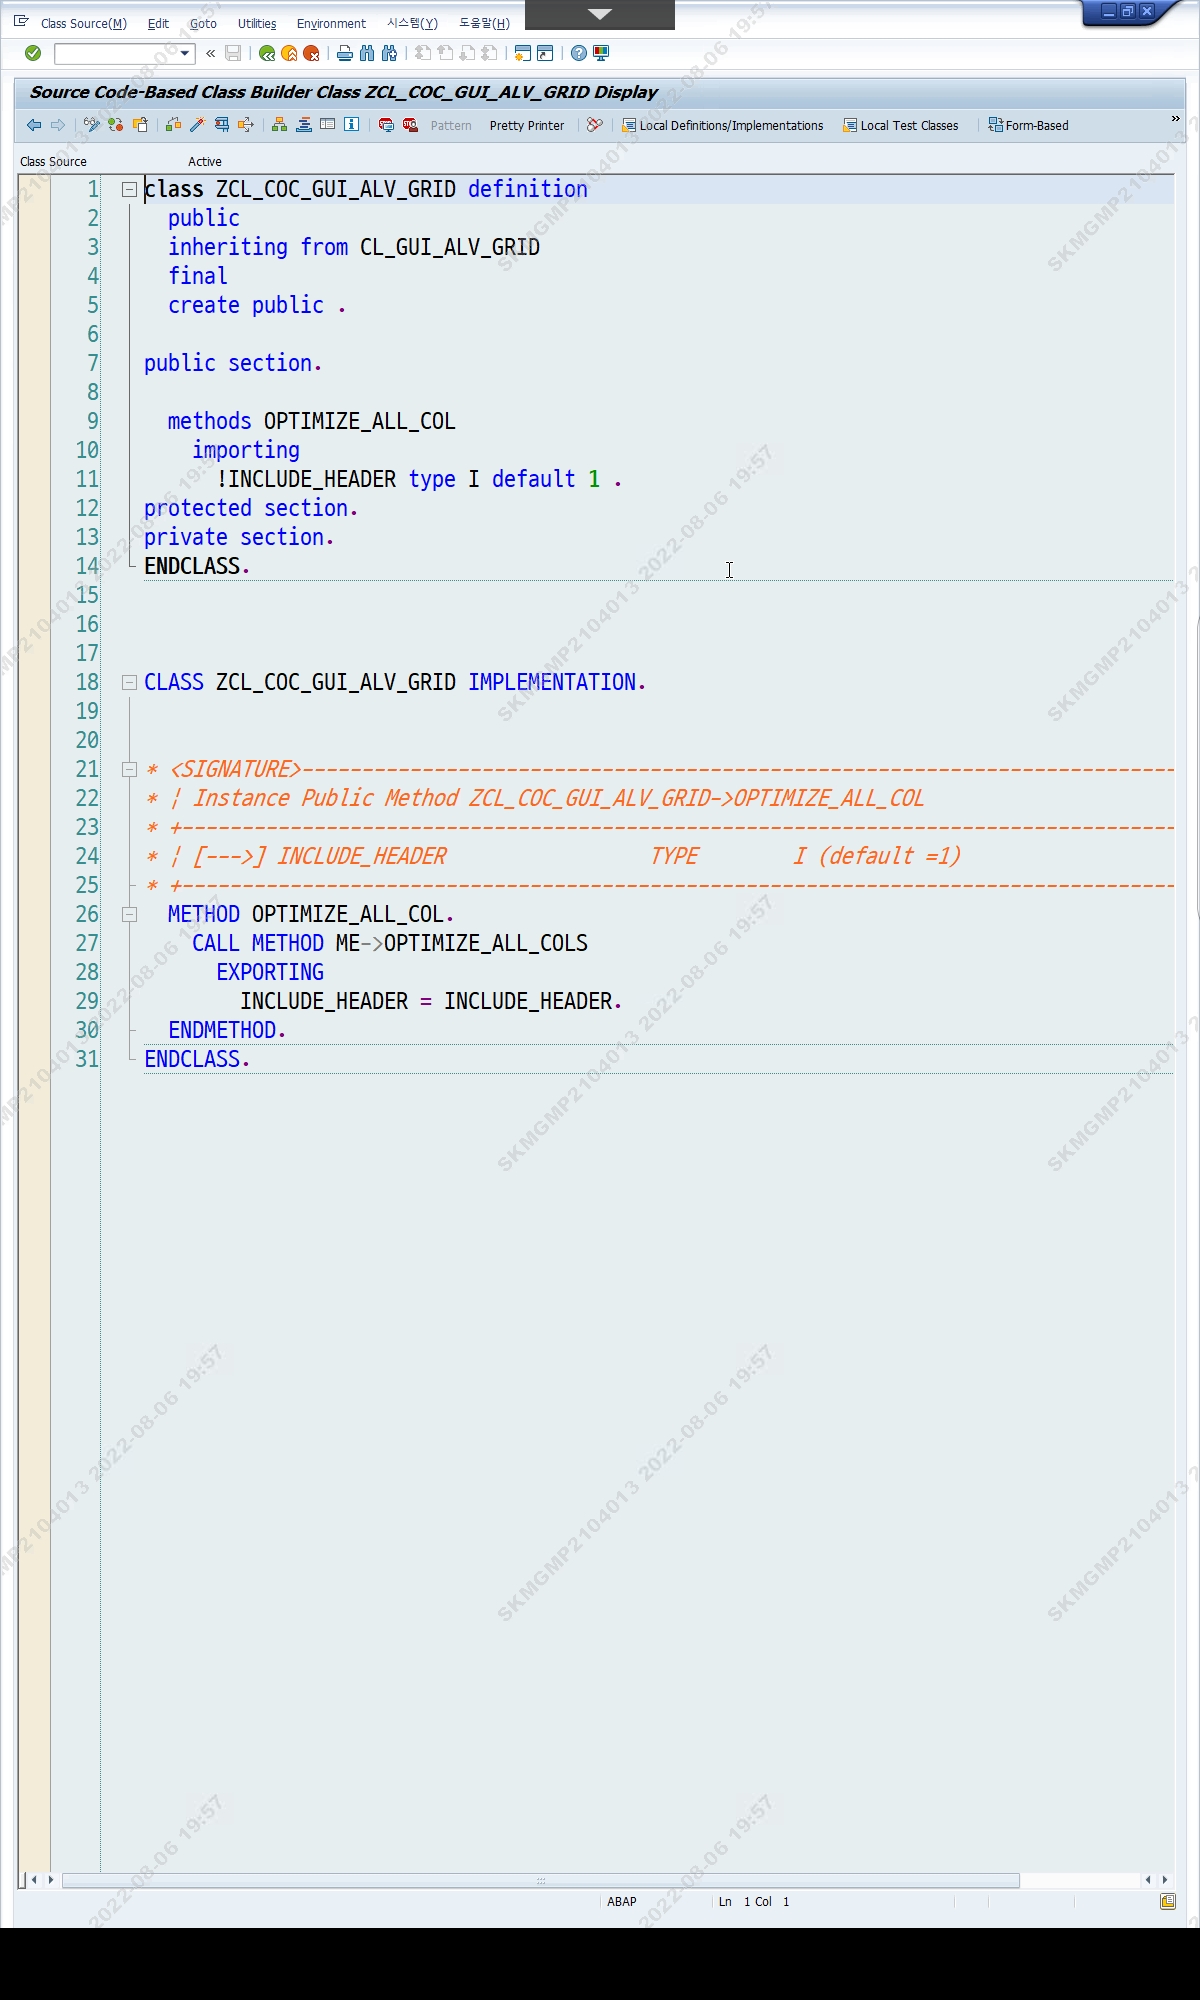 Class Source(M) Edit Goto Utilities Environment 시스템(Y) 도움말(H)
Source Code-Based Class Builder Class ZCL_COC_GUI_ALV_GRID Display
Pattern Pretty Printer Local Definitions/Implementations Local Test Classes Form-Based
Class Source Active
1 class ZCL_COC_GUI_ALV_GRID definition
2 public
3 inheriting from CL_GUI_ALV_GRID
4 final
5 create public .
6
7 public section.
8
9 methods OPTIMIZE_ALL_COL
10 importing
11 !INCLUDE_HEADER type I default 1 .
12 protected section.
13 private section.
14 ENDCLASS.
15
16
17
18 CLASS ZCL_COC_GUI_ALV_GRID IMPLEMENTATION.
19
20
21 * <SIGNATURE>---------------------------------------------------------------------------
22 * ¦ Instance Public Method ZCL_COC_GUI_ALV_GRID->OPTIMIZE_ALL_COL
23 * +-------------------------------------------------------------------------------------
24 * ¦ [--->] INCLUDE_HEADER TYPE I (default =1)
25 * +-------------------------------------------------------------------------------------
26 METHOD OPTIMIZE_ALL_COL.
27 CALL METHOD ME->OPTIMIZE_ALL_COLS
28 EXPORTING
29 INCLUDE_HEADER = INCLUDE_HEADER.
30 ENDMETHOD.
31 ENDCLASS.
ABAP Ln 1 Col 1
SKMGMP2104013 2022-08-06 19:57